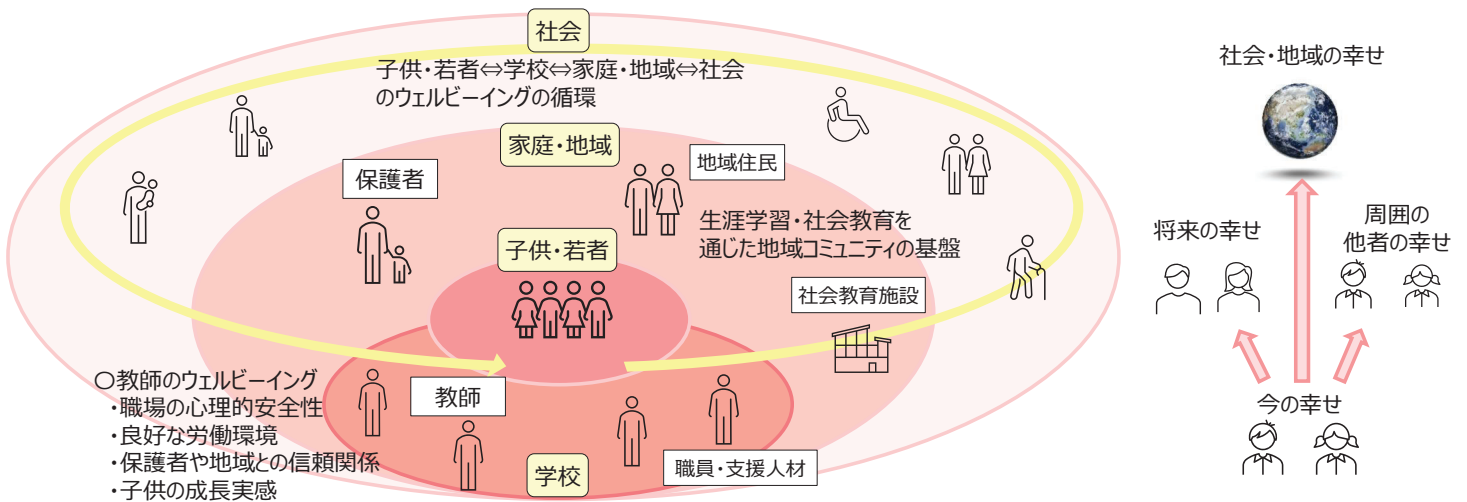 社会
子供・若者⇔学校⇔家庭・地域⇔社会
のウェルビーイングの循環
家庭・地域
保護者
地域住民
生涯学習・社会教育を
通じた地域コミュニティの基盤
子供・若者
社会教育施設
〇教師のウェルビーイング
・職場の心理的安全性
・良好な労働環境
・保護者や地域との信頼関係
・子供の成長実感
教師
職員・支援人材
学校
社会・地域の幸せ
将来の幸せ
周囲の
他者の幸せ
今の幸せ